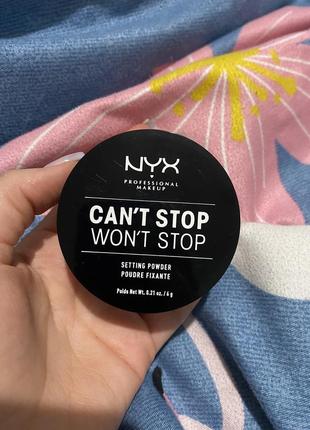 NYX
PROFESSIONAL
MAKEUP
CAN'T STOP
WON'T STOP
SETTING POWDER
POUDRE FIXANTE
Poids Net Wt. 0.21 oz. / 6 g